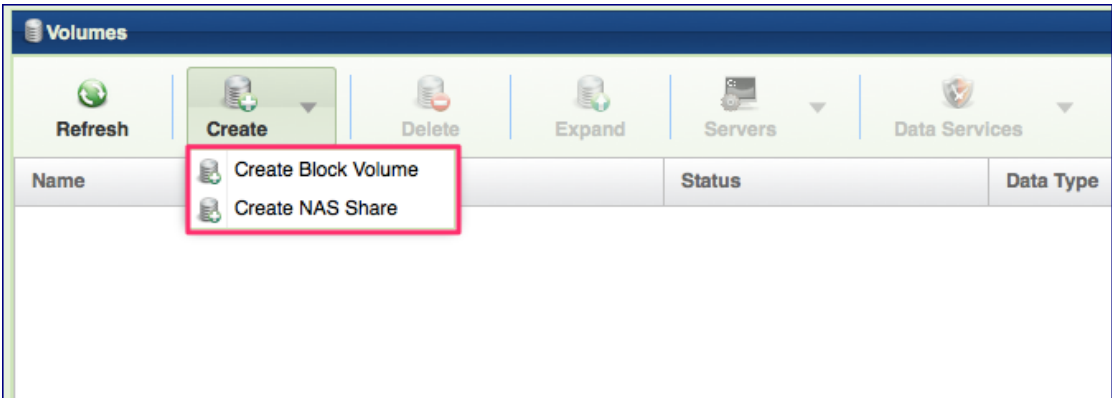 Volumes
Refresh Create Delete Expand Servers Data Services
Create Block Volume
Create NAS Share
Name Status Data Type